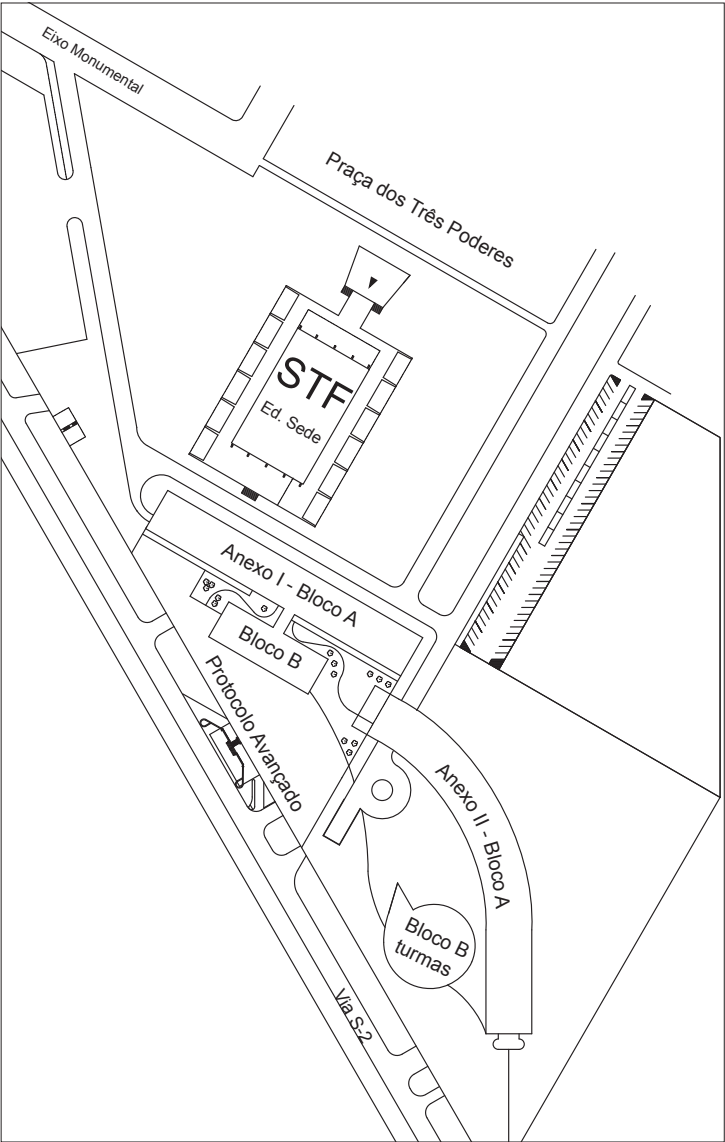 Eixo Monumental
Praça dos Três Poderes
STF
Ed. Sede
Anexo I - Bloco A
Bloco B
Protocolo Avançado
Anexo II - Bloco A
Bloco B
turmas
Via S-2